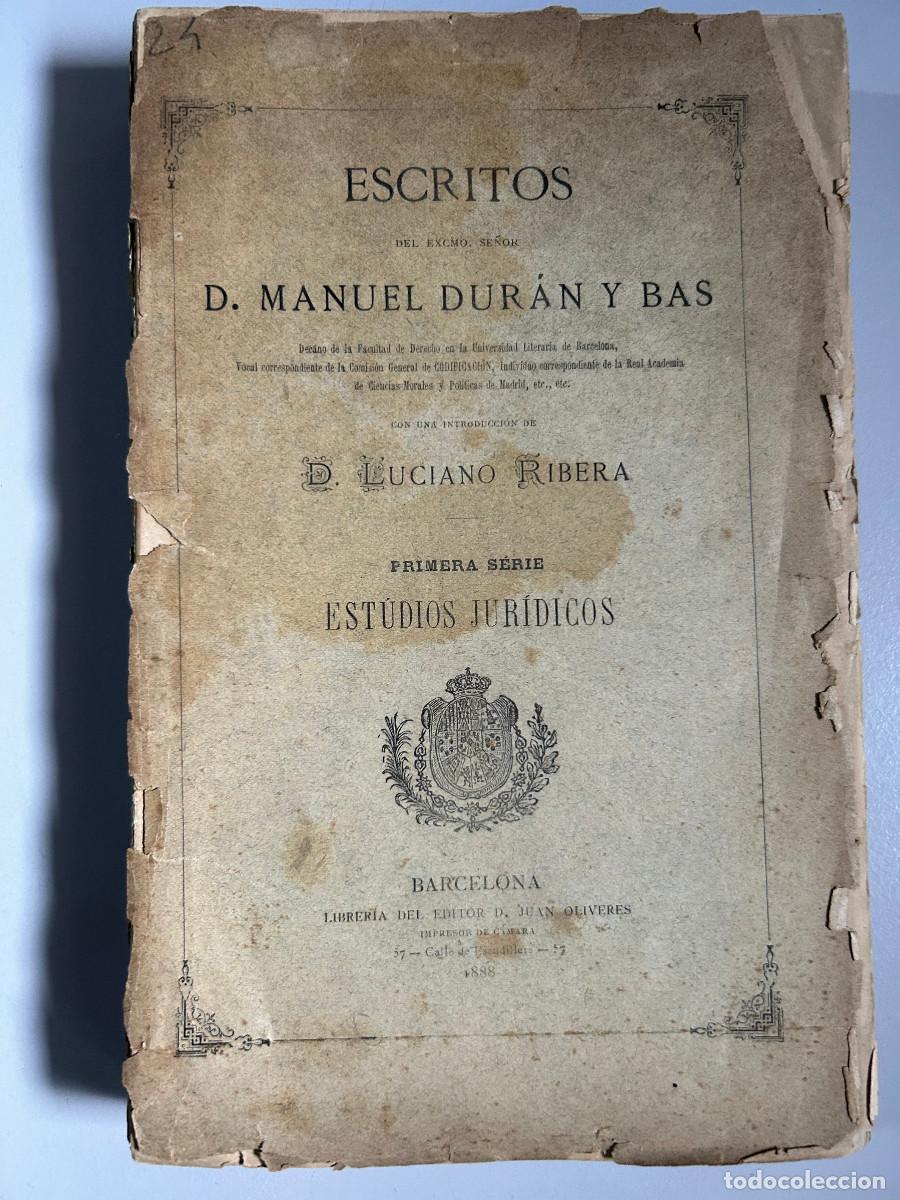 24
ESCRITOS
DEL EXCMO. SEÑOR
D. MANUEL DURÁN Y BAS
Decano de la Facultad de Derecho en la Universidad Literaria de Barcelona,
Vocal correspondiente de la Comisión General de CODIFICACIÓN, individuo correspondiente de la Real Academia
de Ciencias Morales y Políticas de Madrid, etc., etc.
CON UNA INTRODUCCIÓN DE
D. LUCIANO RIBERA
PRIMERA SÉRIE
ESTÚDIOS JURÍDICOS
BARCELONA
LIBRERÍA DEL EDITOR D. JUAN OLIVERES
IMPRESOR DE CÁMARA
57 — Calle de Escudillers — 57
1888
todocoleccion